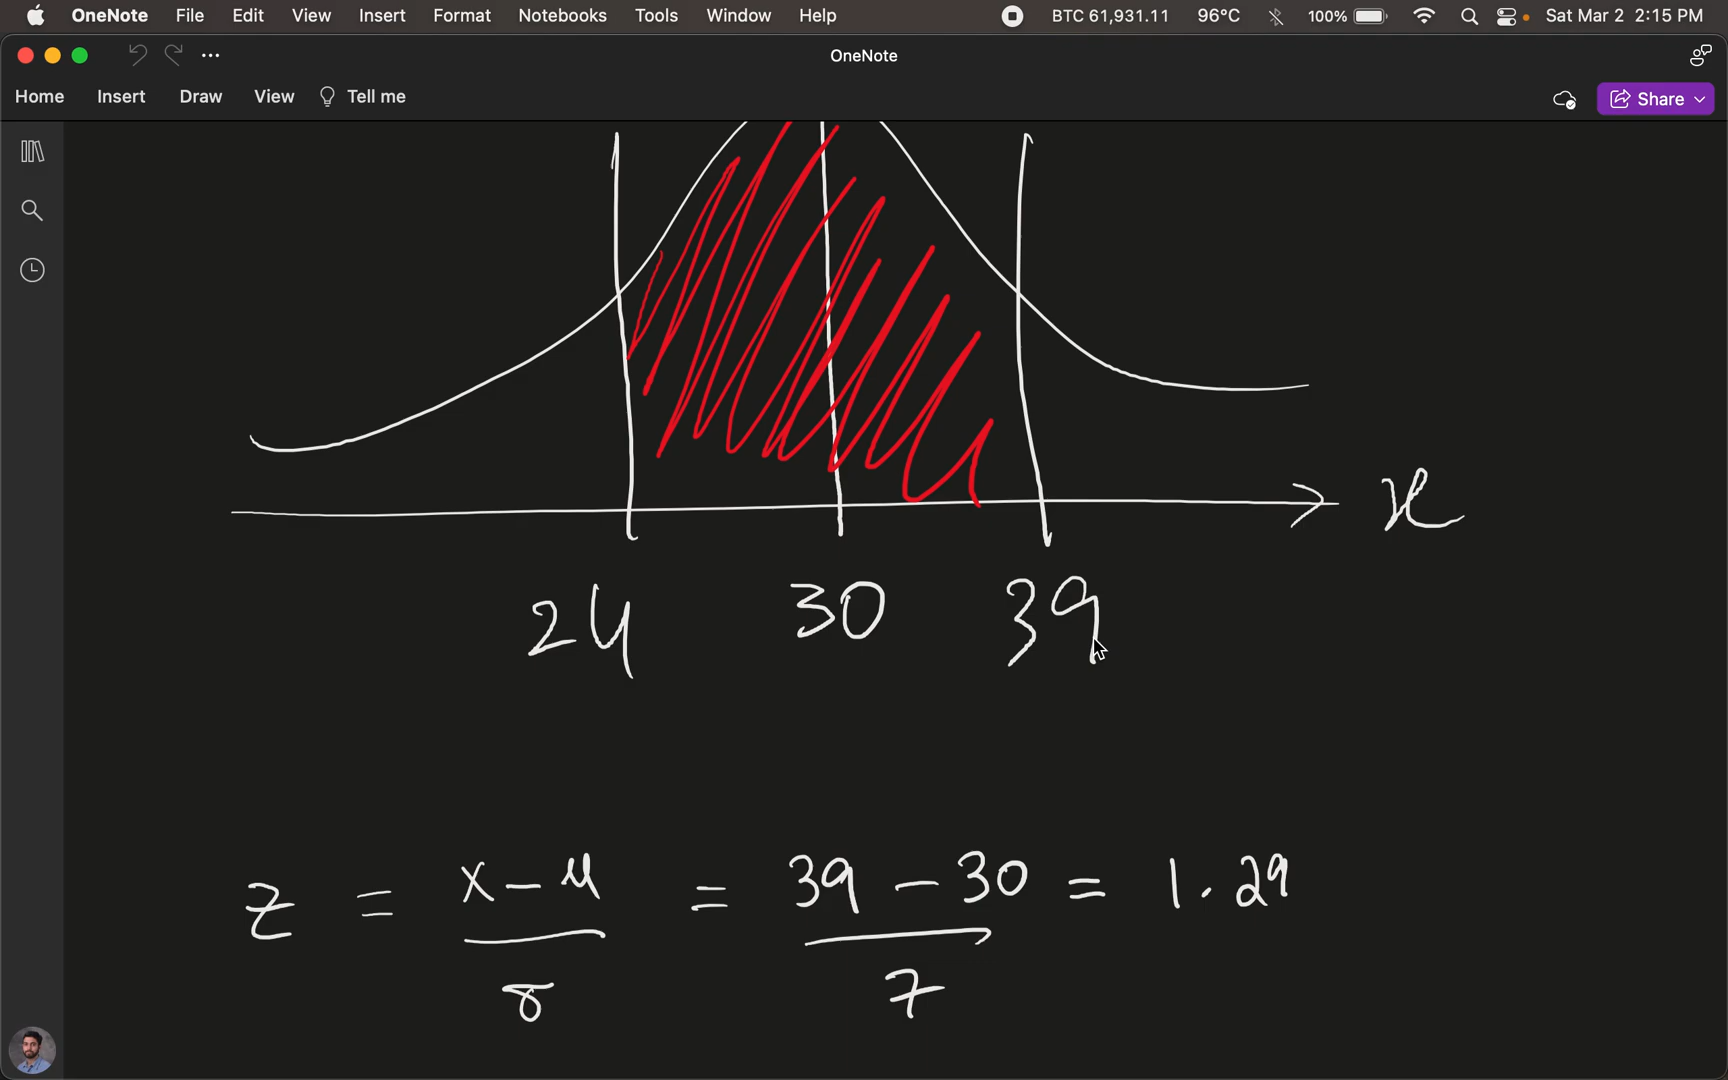 OneNote File Edit View Insert Format Notebooks Tools Window Help BTC 61,931.11 96°C 100% Sat Mar 2 2:15 PM
OneNote
Home Insert Draw View Tell me Share
x
24 30 39
z = x - μ = 39 - 30 = 1.29
σ 7